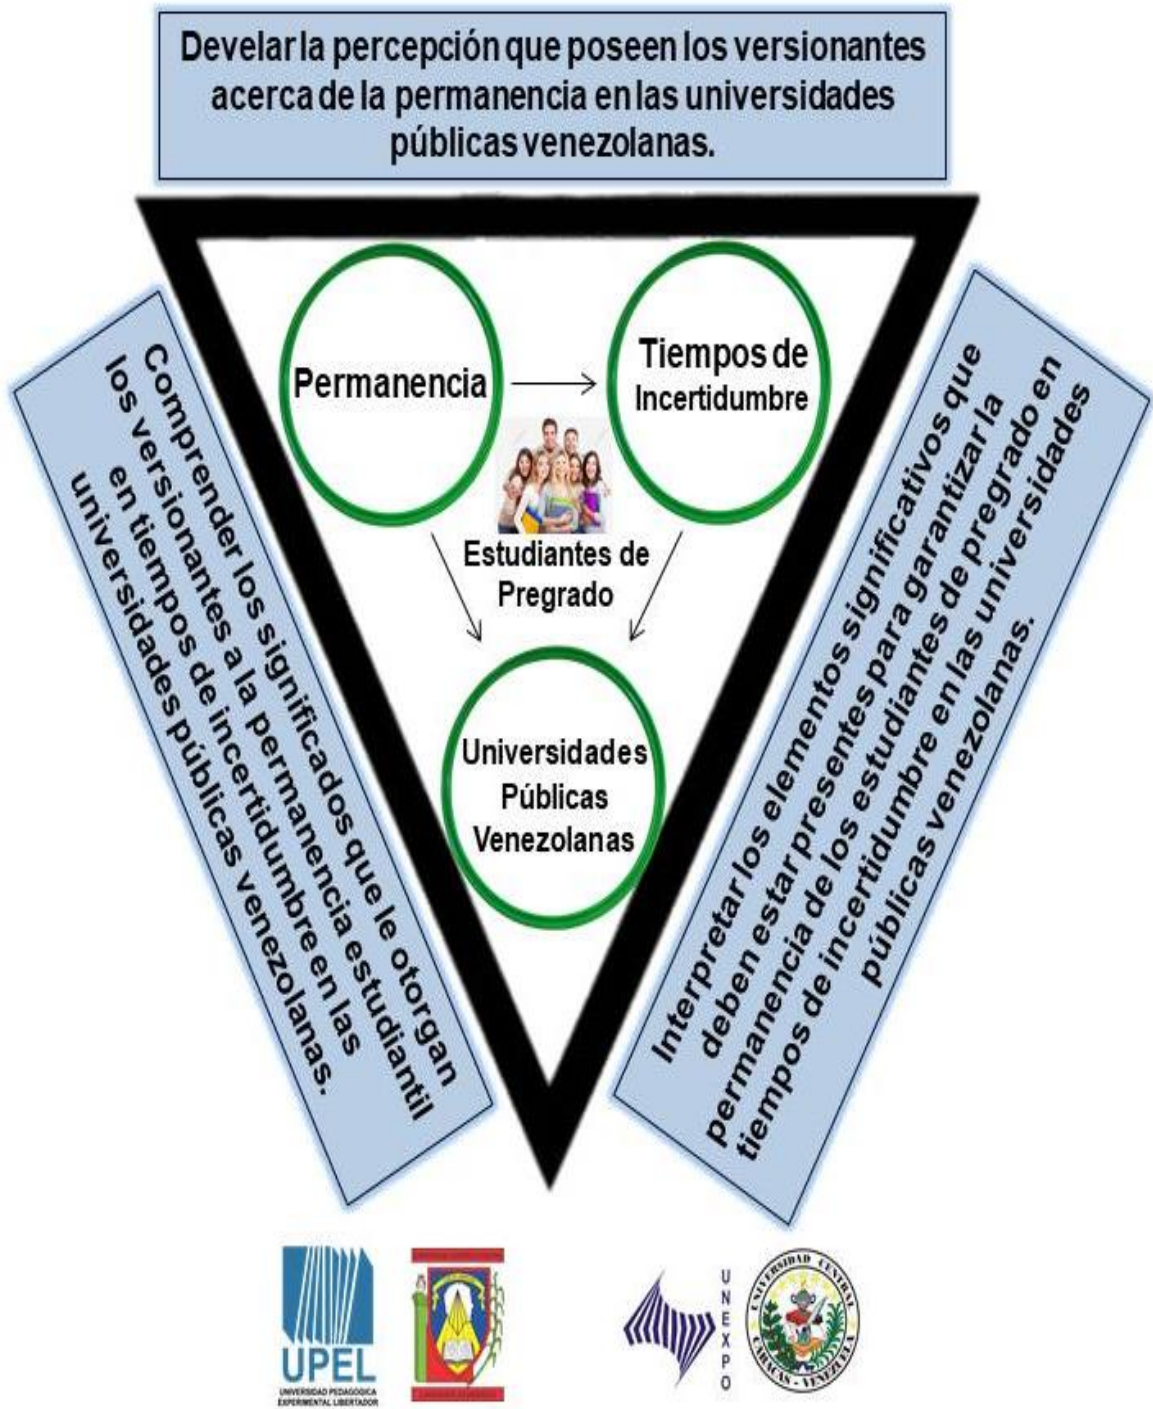 Develar la percepción que poseen los versionantes
acerca de la permanencia en las universidades
públicas venezolanas.
Permanencia
Tiempos de
Incertidumbre
Estudiantes de
Pregrado
Universidades
Públicas
Venezolanas
Comprender los significados que le otorgan
los versionantes a la permanencia estudiantil
en tiempos de incertidumbre en las
universidades públicas venezolanas.
Interpretar los elementos significativos que
deben estar presentes para garantizar la
permanencia de los estudiantes de pregrado en
tiempos de incertidumbre en las universidades
públicas venezolanas.
UPEL
UNIVERSIDAD PEDAGÓGICA
EXPERIMENTAL LIBERTADOR
UNEXPO
UNIVERSIDAD CENTRAL
CARACAS - VENEZUELA